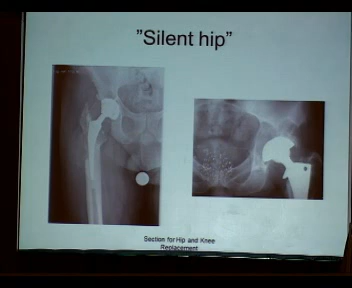 ”Silent hip”
Section for Hip and Knee
Replacement